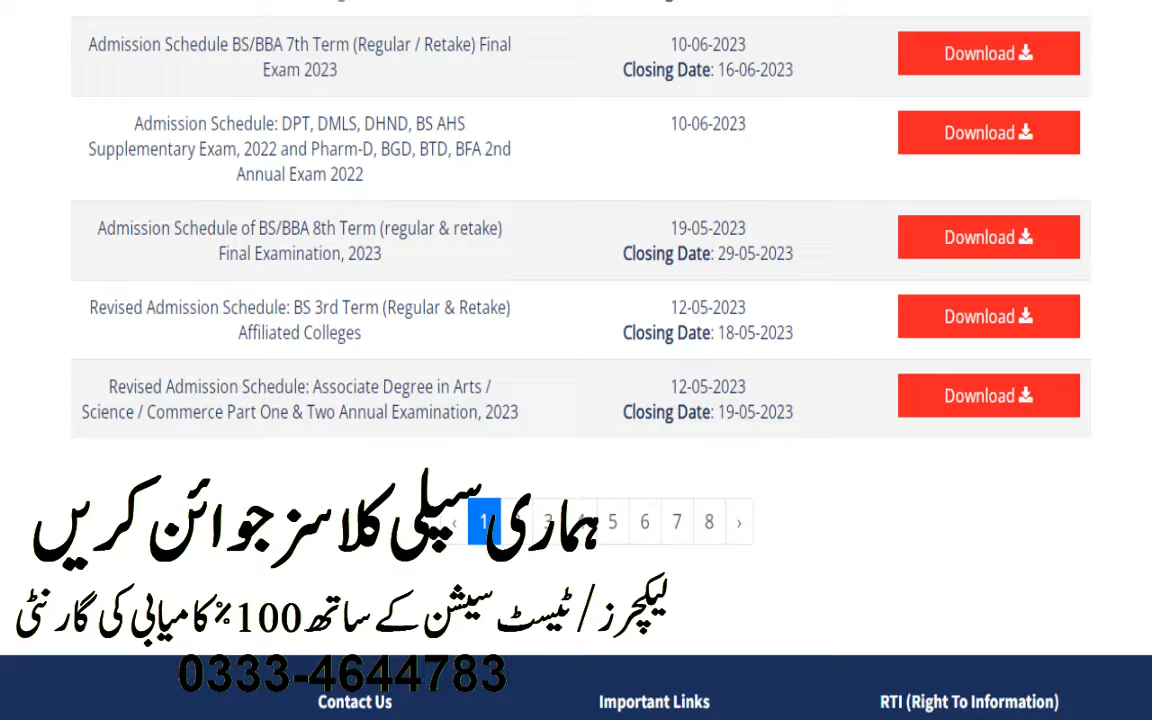 Admission Schedule BS/BBA 7th Term (Regular / Retake) Final
Exam 2023
10-06-2023
Closing Date: 16-06-2023
Download
Admission Schedule: DPT, DMLS, DHND, BS AHS
Supplementary Exam, 2022 and Pharm-D, BGD, BTD, BFA 2nd
Annual Exam 2022
10-06-2023
Download
Admission Schedule of BS/BBA 8th Term (regular & retake)
Final Examination, 2023
19-05-2023
Closing Date: 29-05-2023
Download
Revised Admission Schedule: BS 3rd Term (Regular & Retake)
Affiliated Colleges
12-05-2023
Closing Date: 18-05-2023
Download
Revised Admission Schedule: Associate Degree in Arts /
Science / Commerce Part One & Two Annual Examination, 2023
12-05-2023
Closing Date: 19-05-2023
Download
ہماری سپلی کلاسز جوائن کریں
‹ 1 3 5 6 7 8 ›
لیکچرز / ٹیسٹ سیشن کے ساتھ 100٪ کامیابی کی گارنٹی
0333-4644783
Contact Us Important Links RTI (Right To Information)